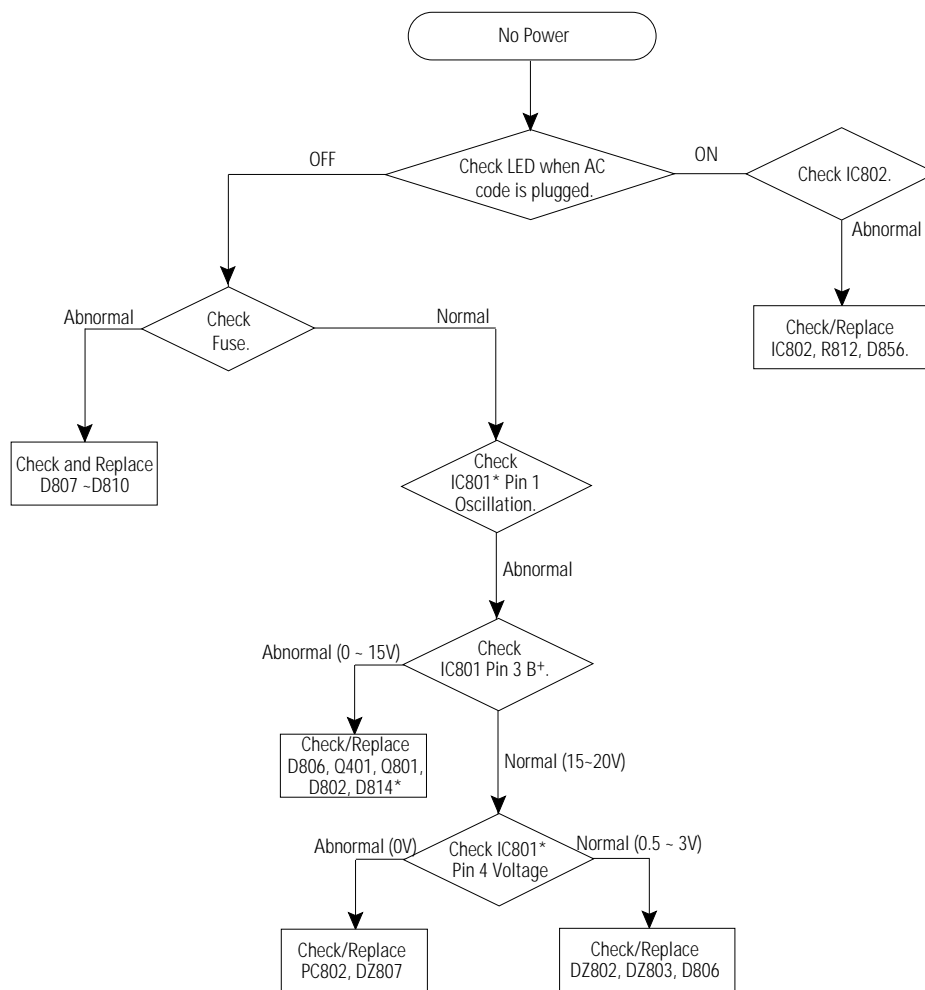 No Power
OFF
Check LED when AC
code is plugged.
ON
Check IC802.
Abnormal
Check/Replace
IC802, R812, D856.
Abnormal
Check
Fuse.
Normal
Check and Replace
D807 ~D810
Check
IC801* Pin 1
Oscillation.
Abnormal
Abnormal (0 ~ 15V)
Check
IC801 Pin 3 B+.
Check/Replace
D806, Q401, Q801,
D802, D814*
Normal (15~20V)
Abnormal (0V)
Check IC801*
Pin 4 Voltage
Normal (0.5 ~ 3V)
Check/Replace
PC802, DZ807
Check/Replace
DZ802, DZ803, D806